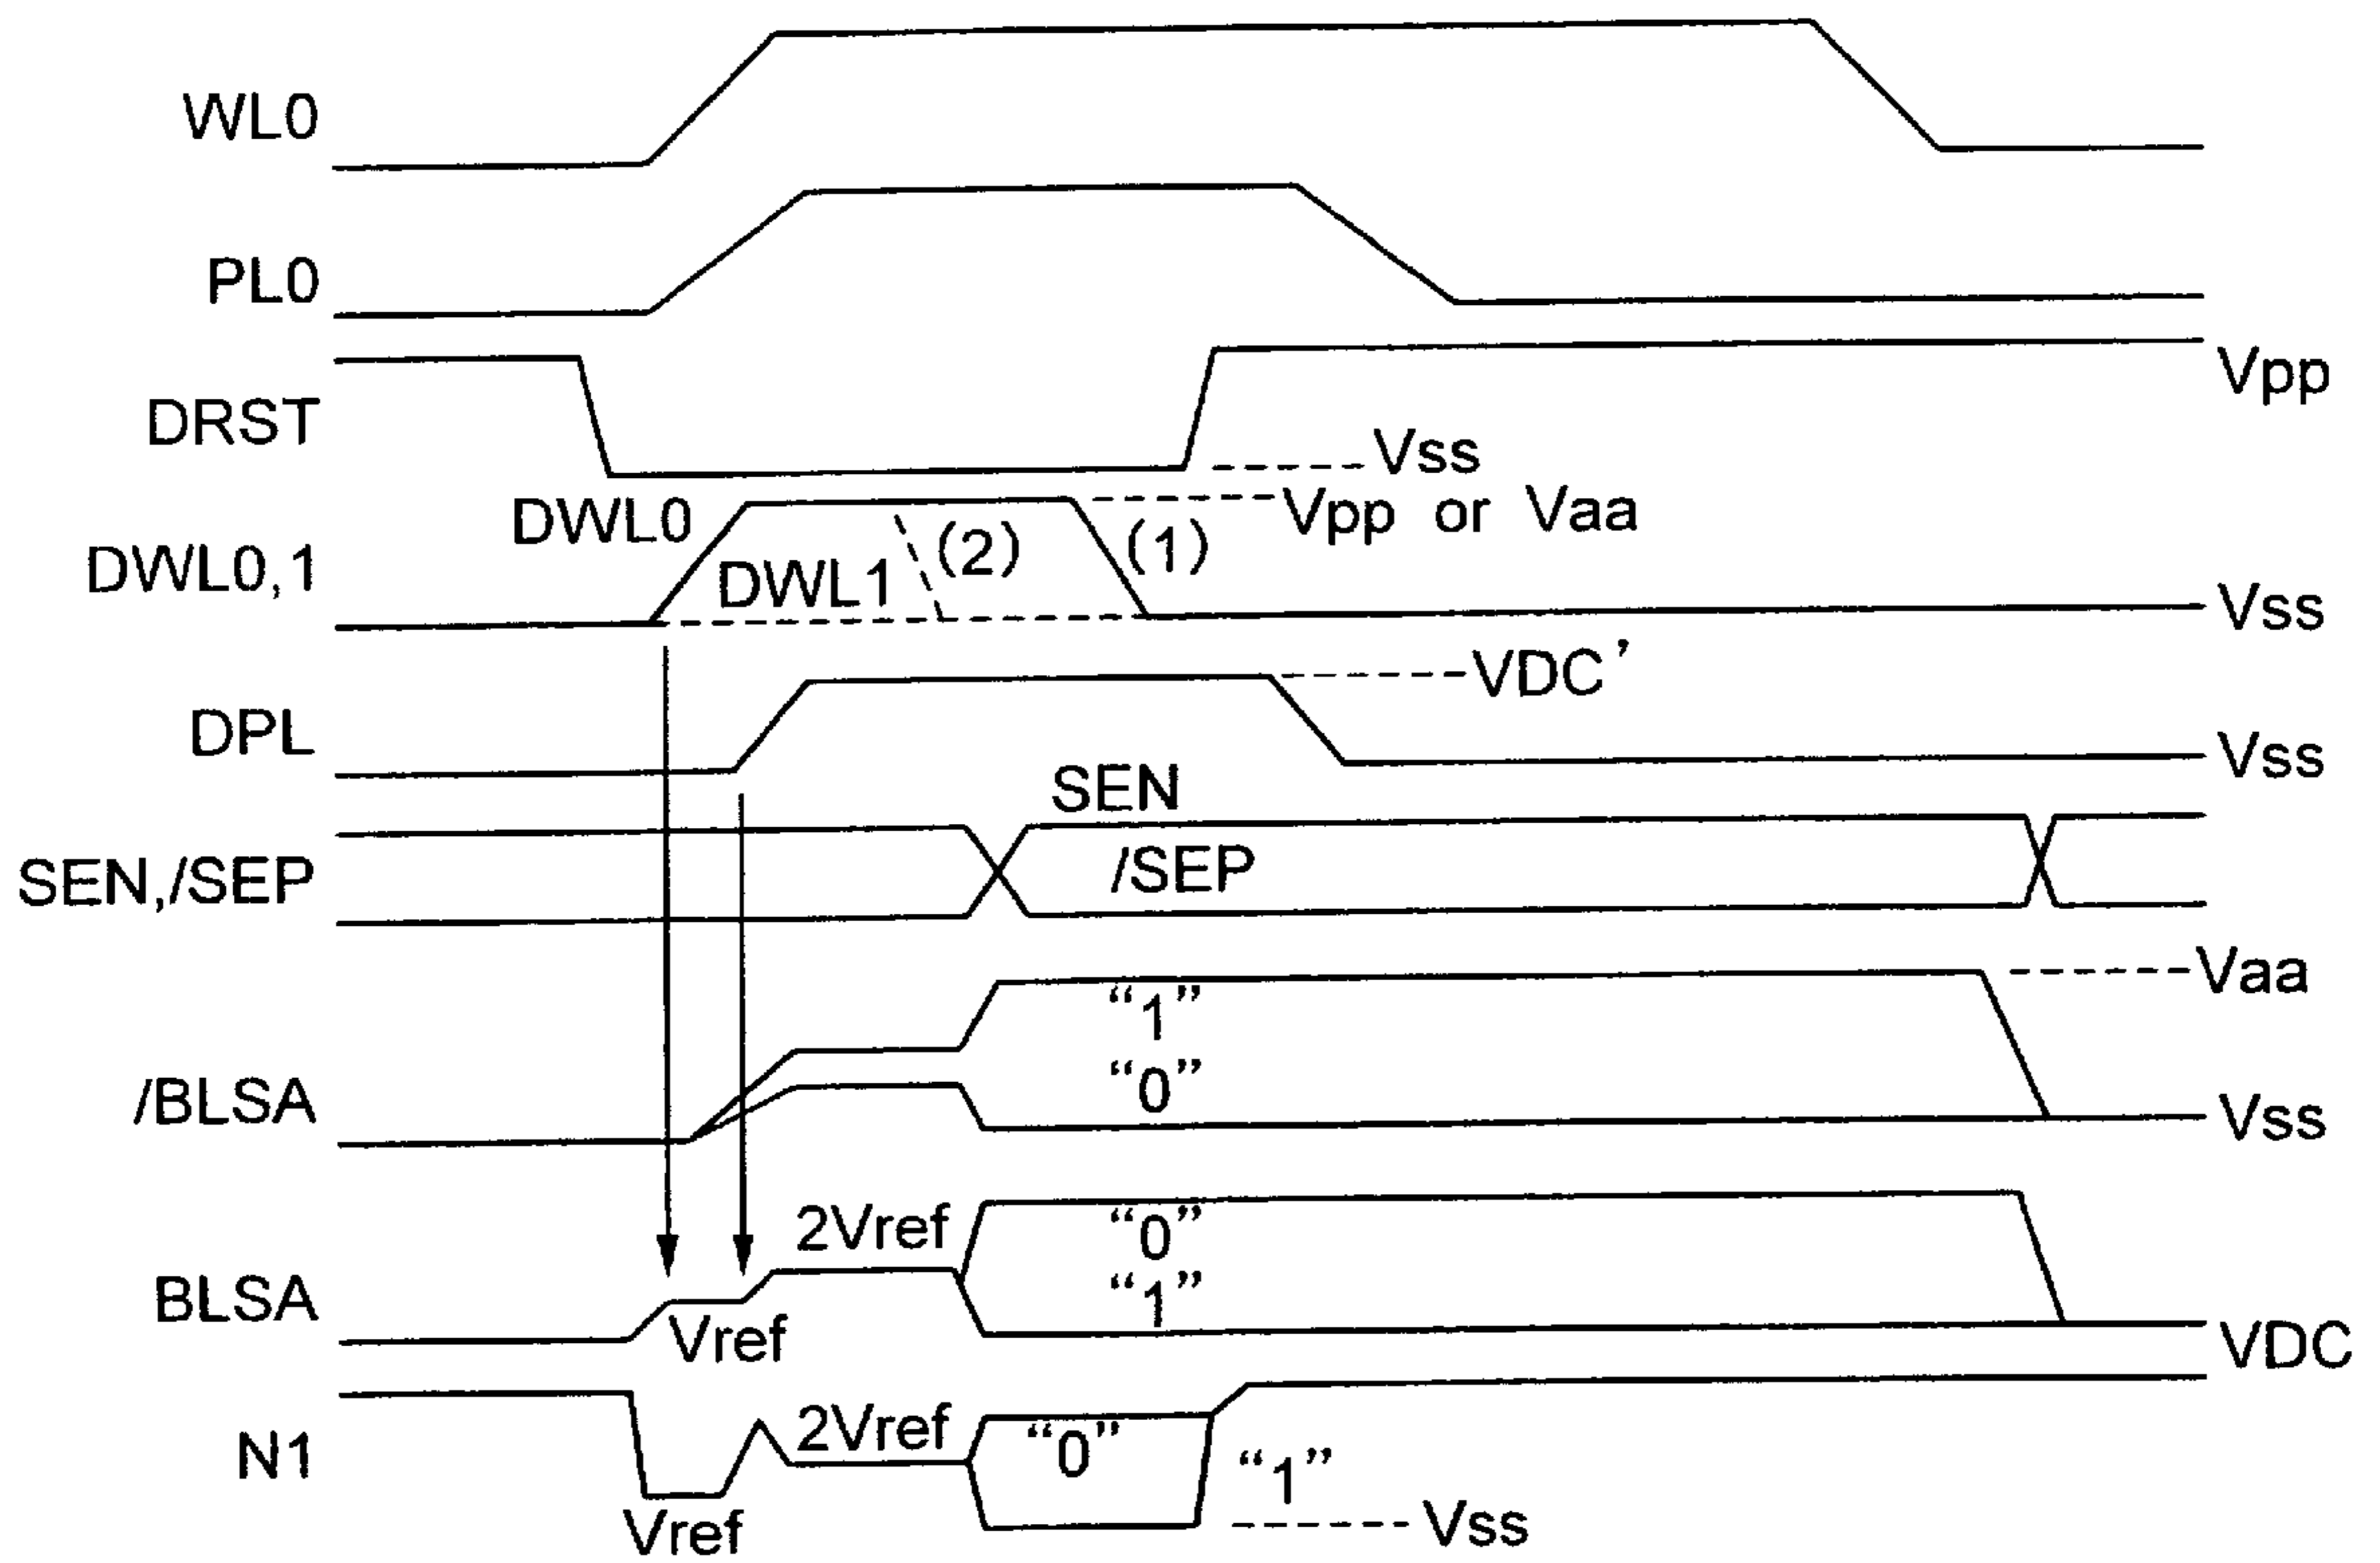 WL0
PL0
DRST
Vpp
Vss
DWL0,1
DWL0
DWL1
(2)
(1)
Vpp or Vaa
Vss
DPL
VDC’
Vss
SEN,/SEP
SEN
/SEP
/BLSA
“1”
“0”
Vaa
Vss
BLSA
Vref
2Vref
“0”
“1”
VDC
N1
Vref
2Vref
“0”
“1”
Vss